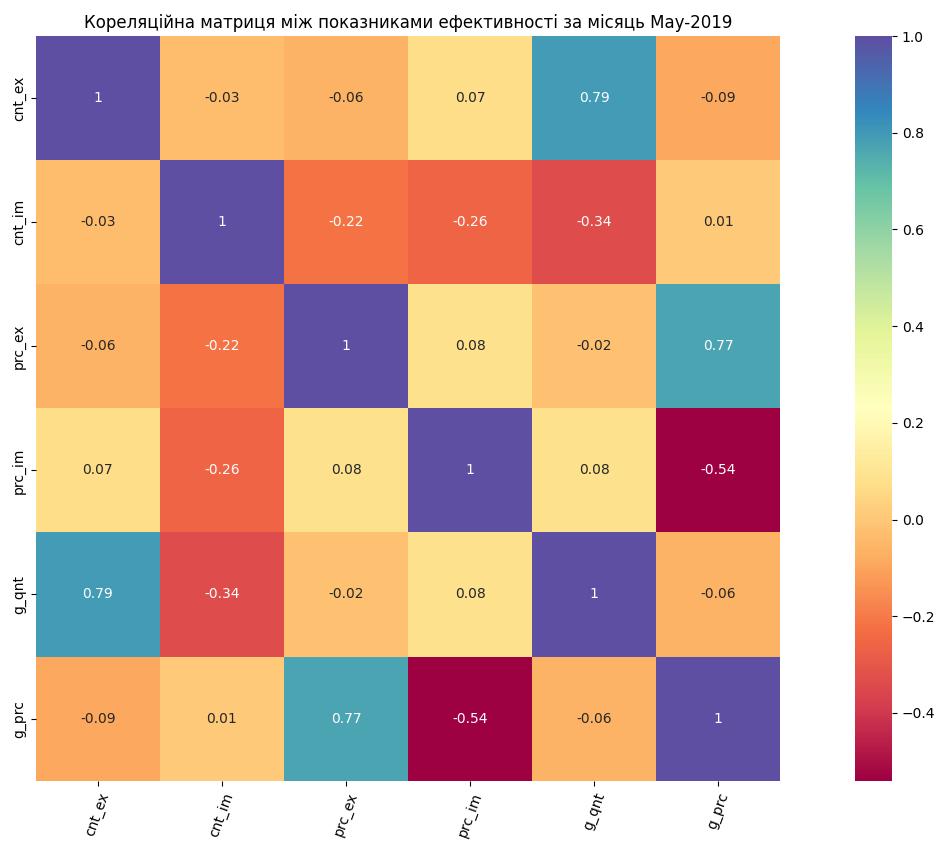 Кореляційна матриця між показниками ефективності за місяць May-2019
cnt_ex 1 -0.03 -0.06 0.07 0.79 -0.09
cnt_im -0.03 1 -0.22 -0.26 -0.34 0.01
prc_ex -0.06 -0.22 1 0.08 -0.02 0.77
prc_im 0.07 -0.26 0.08 1 0.08 -0.54
g_qnt 0.79 -0.34 -0.02 0.08 1 -0.06
g_prc -0.09 0.01 0.77 -0.54 -0.06 1
cnt_ex cnt_im prc_ex prc_im g_qnt g_prc
1.0
0.8
0.6
0.4
0.2
0.0
−0.2
−0.4